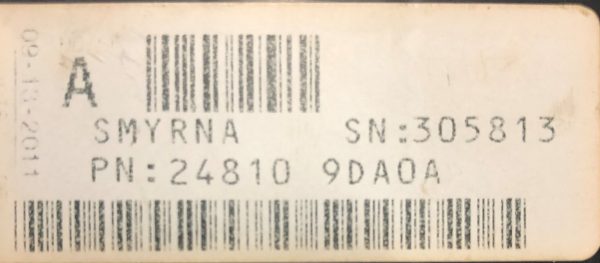 09-13-2011
A
SMYRNA SN:305813
PN:24810 9DA0A